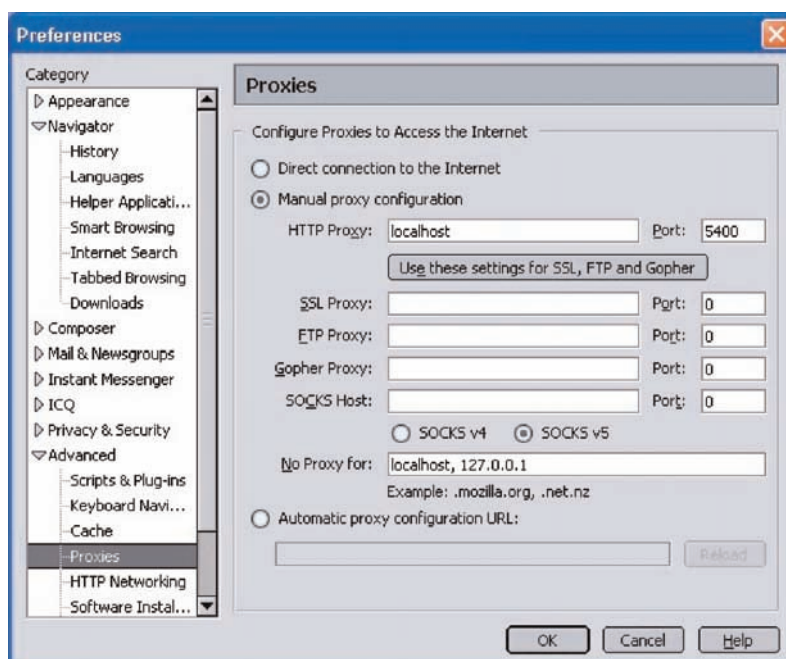 Preferences
Category
Appearance
Navigator
History
Languages
Helper Applicati...
Smart Browsing
Internet Search
Tabbed Browsing
Downloads
Composer
Mail & Newsgroups
Instant Messenger
ICQ
Privacy & Security
Advanced
Scripts & Plug-ins
Keyboard Navi...
Cache
Proxies
HTTP Networking
Software Instal...
Proxies
Configure Proxies to Access the Internet
Direct connection to the Internet
Manual proxy configuration
HTTP Proxy: localhost Port: 5400
Use these settings for SSL, FTP and Gopher
SSL Proxy: Port: 0
FTP Proxy: Port: 0
Gopher Proxy: Port: 0
SOCKS Host: Port: 0
SOCKS v4 SOCKS v5
No Proxy for: localhost, 127.0.0.1
Example: .mozilla.org, .net.nz
Automatic proxy configuration URL:
Reload
OK Cancel Help